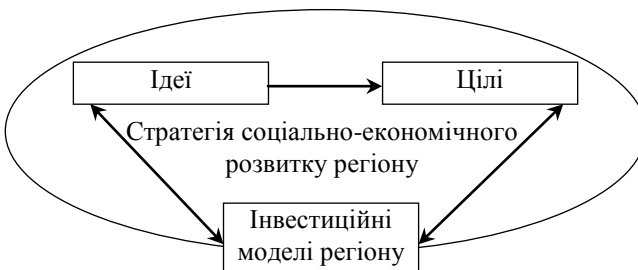 Ідеї
Цілі
Стратегія соціально-економічного
розвитку регіону
Інвестиційні
моделі регіону